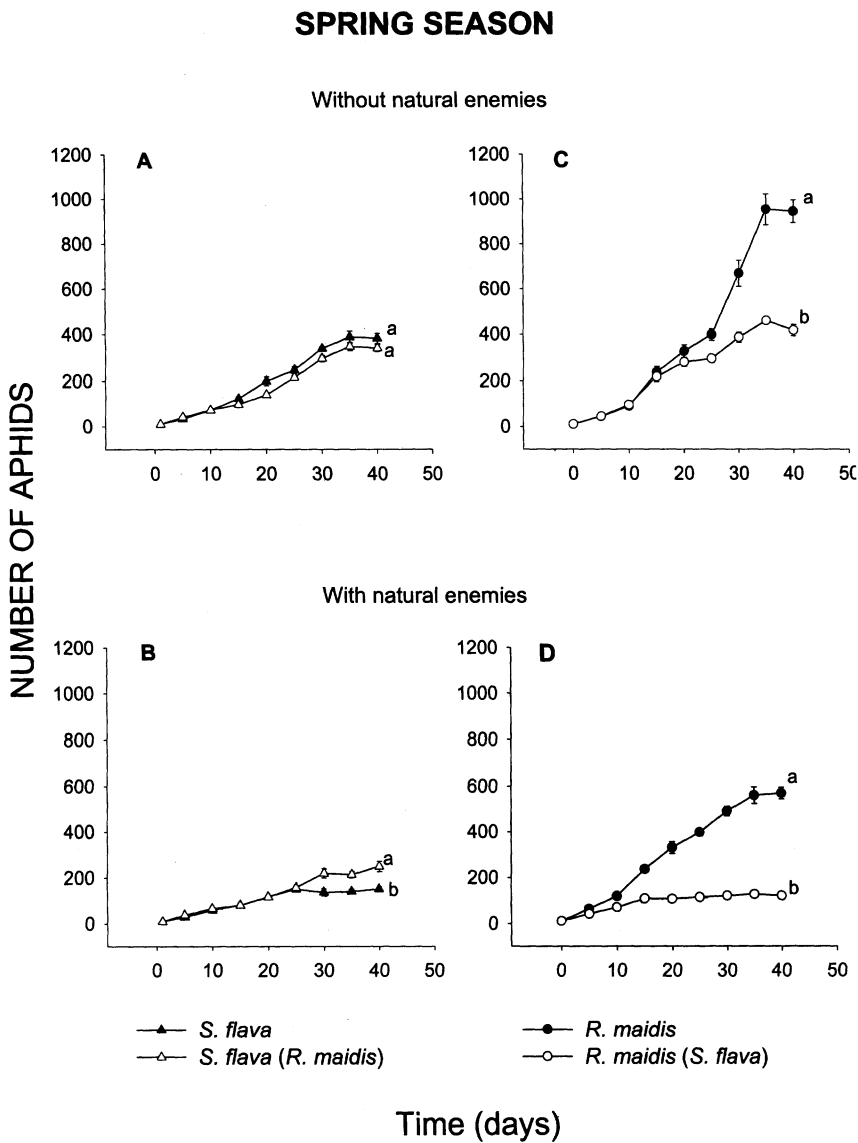 SPRING SEASON
Without natural enemies
NUMBER OF APHIDS
A
1200
1000
800
600
400
200
0
a
a
0 10 20 30 40 50
C
1200
1000
800
600
400
200
0
a
b
0 10 20 30 40 50
With natural enemies
B
1200
1000
800
600
400
200
0
a
b
0 10 20 30 40 50
D
1200
1000
800
600
400
200
0
a
b
0 10 20 30 40 50
S. flava
S. flava (R. maidis)
R. maidis
R. maidis (S. flava)
Time (days)